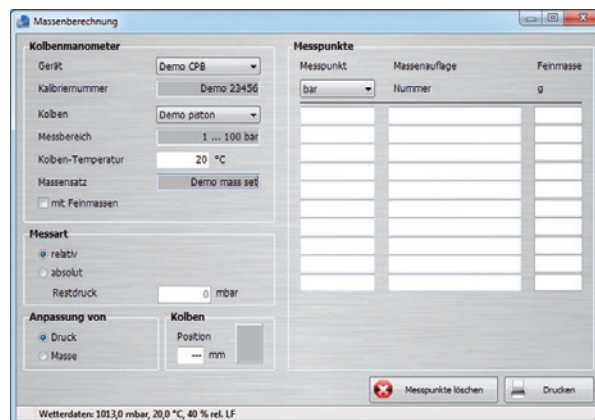 Massenberechnung
Kolbenmanometer
Gerät Demo CPB
Kalibriernummer Demo 23456
Kolben Demo piston
Messbereich 1 ... 100 bar
Kolben-Temperatur 20 °C
Massensatz Demo mass set
mit Feinmassen
Messart
relativ
absolut
Restdruck 0 mbar
Anpassung von
Druck
Masse
Kolben
Position
--- mm
Messpunkte
Messpunkt Massenauflage Feinmasse
bar Nummer g
Messpunkte löschen Drucken
Wetterdaten: 1013,0 mbar, 20,0 °C, 40 % rel. LF